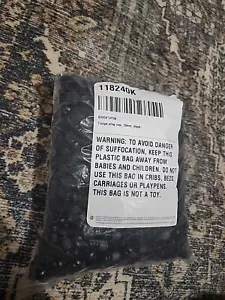 118240K
WARNING: TO AVOID DANGER
OF SUFFOCATION, KEEP THIS
PLASTIC BAG AWAY FROM
BABIES AND CHILDREN. DO NOT
USE THIS BAG IN CRIBS, BEDS,
CARRIAGES OR PLAYPENS.
THIS BAG IS NOT A TOY.